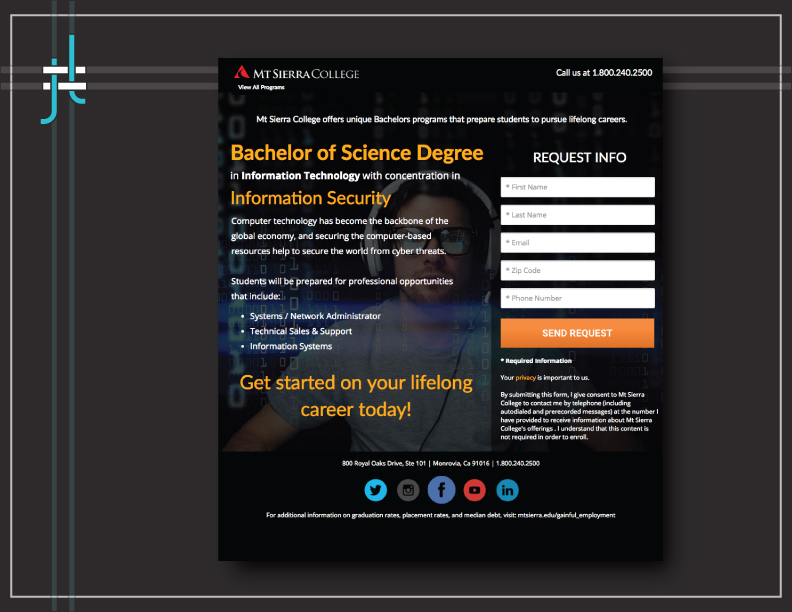 jt
MT SIERRA COLLEGE
Call us at 1.800.240.2500
View All Programs
Mt Sierra College offers unique Bachelors programs that prepare students to pursue lifelong careers.
Bachelor of Science Degree
in Information Technology with concentration in
Information Security
Computer technology has become the backbone of the
global economy, and securing the computer-based
resources help to secure the world from cyber threats.
Students will be prepared for professional opportunities
that include:
• Systems / Network Administrator
• Technical Sales & Support
• Information Systems
Get started on your lifelong
career today!
REQUEST INFO
* First Name
* Last Name
* Email
* Zip Code
* Phone Number
SEND REQUEST
* Required Information
Your privacy is important to us.
By submitting this form, I give consent to Mt Sierra
College to contact me by telephone (including
autodialed and prerecorded messages) at the number I
have provided to receive information about Mt Sierra
College's offerings . I understand that this content is
not required in order to enroll.
800 Royal Oaks Drive, Ste 101 | Monrovia, Ca 91016 | 1.800.240.2500
For additional information on graduation rates, placement rates, and median debt, visit: mtsierra.edu/gainful_employment